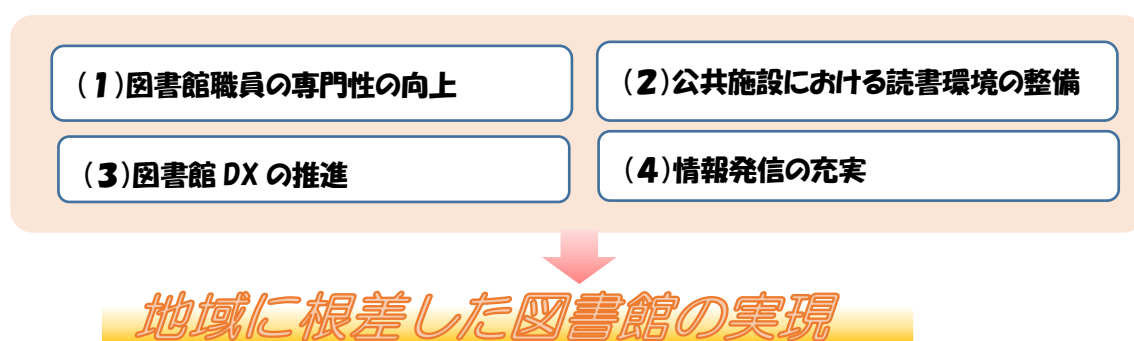 (1)図書館職員の専門性の向上
(2)公共施設における読書環境の整備
(3)図書館 DX の推進
(4)情報発信の充実
地域に根差した図書館の実現